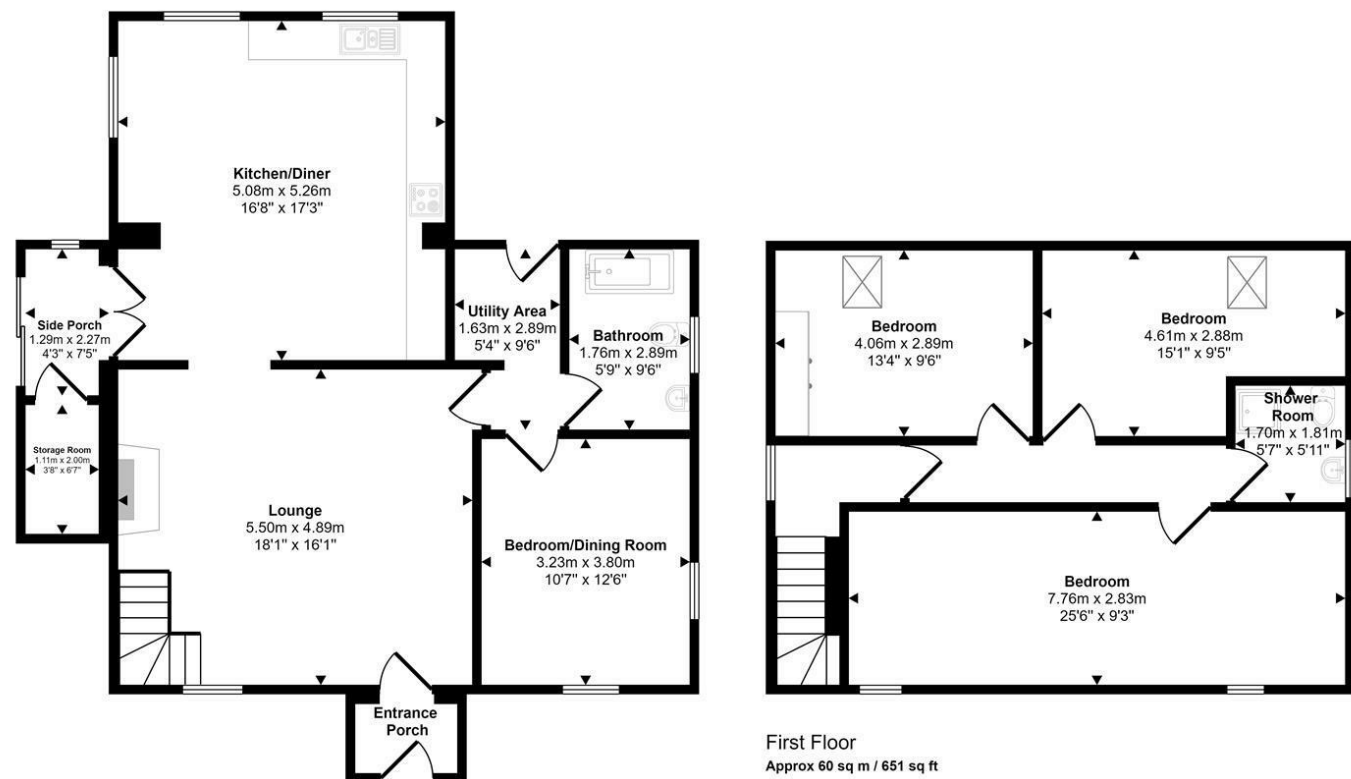 Kitchen/Diner
5.08m x 5.26m
16'8" x 17'3"
Side Porch
1.29m x 2.27m
4'3" x 7'5"
Utility Area
1.63m x 2.89m
5'4" x 9'6"
Bathroom
1.76m x 2.89m
5'9" x 9'6"
Storage Room
1.11m x 2.00m
3'8" x 6'7"
Lounge
5.50m x 4.89m
18'1" x 16'1"
Bedroom/Dining Room
3.23m x 3.80m
10'7" x 12'6"
Entrance
Porch
Bedroom
4.06m x 2.89m
13'4" x 9'6"
Bedroom
4.61m x 2.88m
15'1" x 9'5"
Shower
Room
1.70m x 1.81m
5'7" x 5'11"
Bedroom
7.76m x 2.83m
25'6" x 9'3"
First Floor
Approx 60 sq m / 651 sq ft